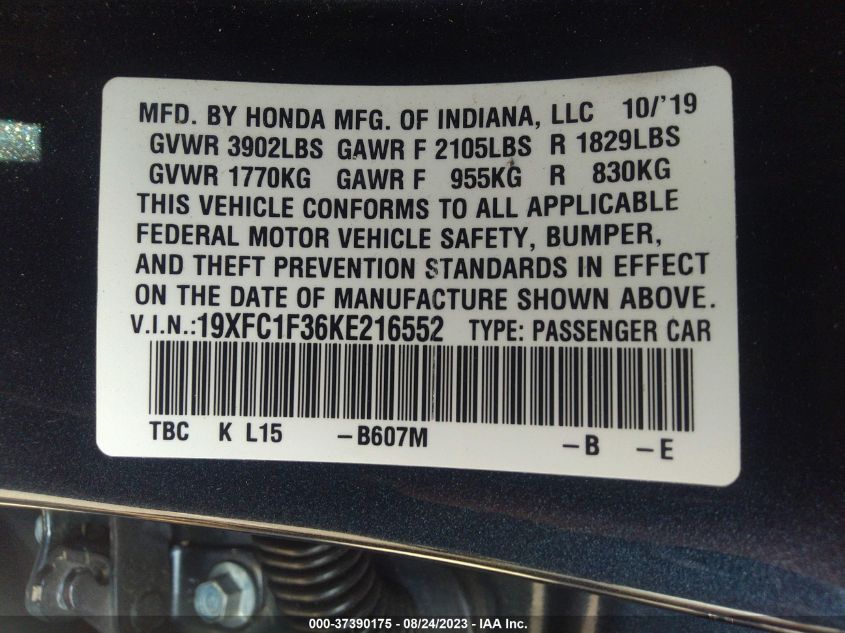 MFD. BY HONDA MFG. OF INDIANA, LLC 10/'19
GVWR 3902LBS GAWR F 2105LBS R 1829LBS
GVWR 1770KG GAWR F 955KG R 830KG
THIS VEHICLE CONFORMS TO ALL APPLICABLE
FEDERAL MOTOR VEHICLE SAFETY, BUMPER,
AND THEFT PREVENTION STANDARDS IN EFFECT
ON THE DATE OF MANUFACTURE SHOWN ABOVE.
V.I.N.:19XFC1F36KE216552 TYPE: PASSENGER CAR
TBC K L15 –B607M –B –E
000-37390175 - 08/24/2023 - IAA Inc.